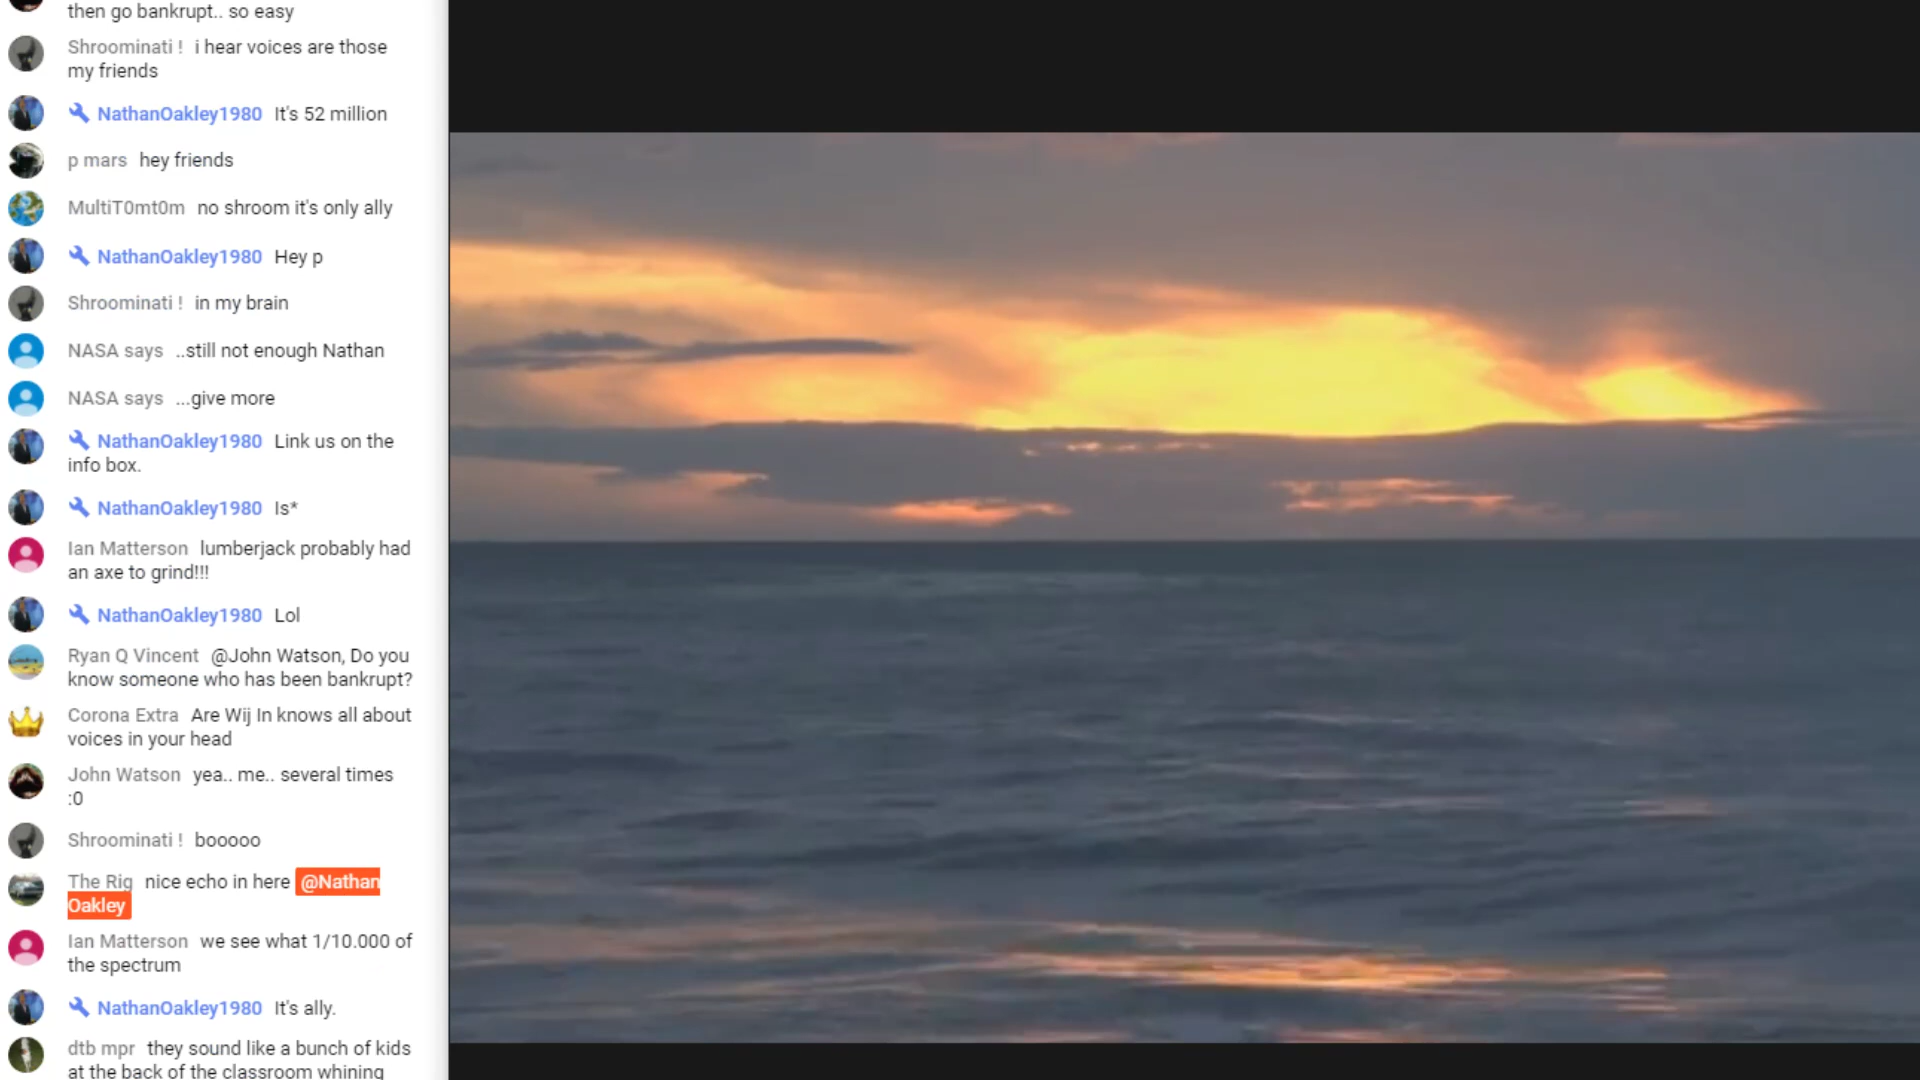 then go bankrupt.. so easy
Shroominati ! i hear voices are those
my friends
NathanOakley1980 It's 52 million
p mars hey friends
MultiT0mt0m no shroom it's only ally
NathanOakley1980 Hey p
Shroominati ! in my brain
NASA says ..still not enough Nathan
NASA says ...give more
NathanOakley1980 Link us on the
info box.
NathanOakley1980 Is*
Ian Matterson lumberjack probably had
an axe to grind!!!
NathanOakley1980 Lol
Ryan Q Vincent @John Watson, Do you
know someone who has been bankrupt?
Corona Extra Are Wij In knows all about
voices in your head
John Watson yea.. me.. several times
:0
Shroominati ! booooo
The Rig nice echo in here @Nathan
Oakley
Ian Matterson we see what 1/10.000 of
the spectrum
NathanOakley1980 It's ally.
dtb mpr they sound like a bunch of kids
at the back of the classroom whining